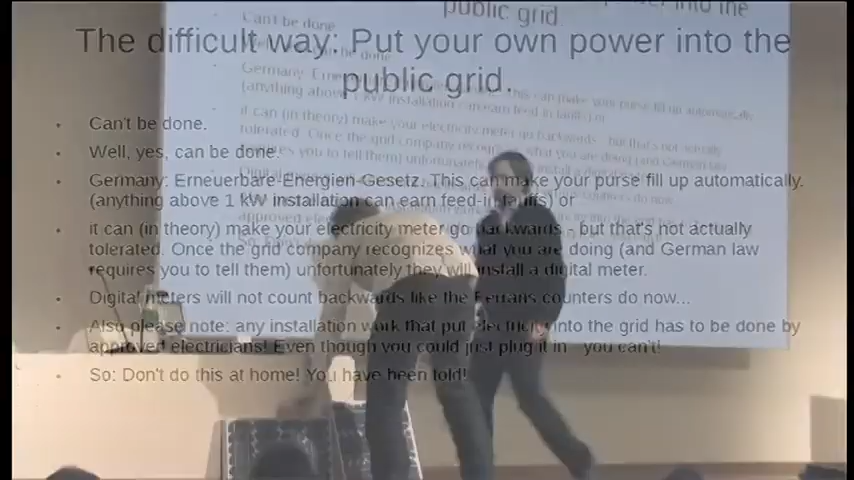 The difficult way: Put your own power into the
public grid.
Can't be done.
Well, yes, can be done.
Germany: Erneuerbare-Energien-Gesetz. This can make your purse fill up automatically.
(anything above 1 kW installation can earn feed-in tariffs) or
it can (in theory) make your electricity meter go backwards - but that's not actually
tolerated. Once the grid company recognizes what you are doing (and German law
requires you to tell them) unfortunately they will install a digital meter.
Digital meters will not count backwards like the Ferraris counters do now...
Also please note: any installation work that put electricity into the grid has to be done by
approved electricians! Even though you could just plug it in - you can't!
So: Don't do this at home! You have been told!